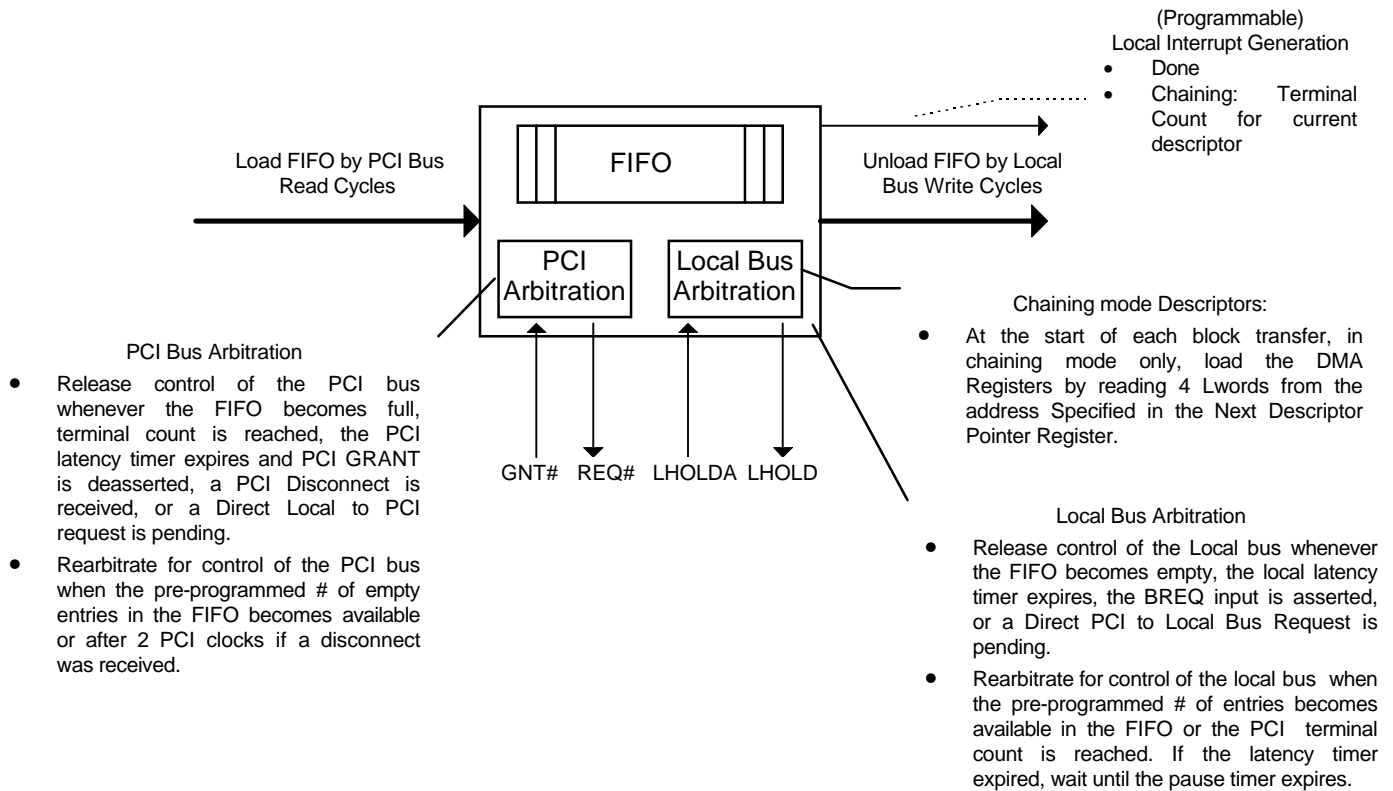 (Programmable)
Local Interrupt Generation
• Done
• Chaining: Terminal
Count for current
descriptor
Load FIFO by PCI Bus
Read Cycles
FIFO
Unload FIFO by Local
Bus Write Cycles
PCI
Arbitration
Local Bus
Arbitration
GNT# REQ# LHOLDA LHOLD
PCI Bus Arbitration
• Release control of the PCI bus
whenever the FIFO becomes full,
terminal count is reached, the PCI
latency timer expires and PCI GRANT
is deasserted, a PCI Disconnect is
received, or a Direct Local to PCI
request is pending.
• Rearbitrate for control of the PCI bus
when the pre-programmed # of empty
entries in the FIFO becomes available
or after 2 PCI clocks if a disconnect
was received.
Chaining mode Descriptors:
• At the start of each block transfer, in
chaining mode only, load the DMA
Registers by reading 4 Lwords from the
address Specified in the Next Descriptor
Pointer Register.
Local Bus Arbitration
• Release control of the Local bus whenever
the FIFO becomes empty, the local latency
timer expires, the BREQ input is asserted,
or a Direct PCI to Local Bus Request is
pending.
• Rearbitrate for control of the local bus when
the pre-programmed # of entries becomes
available in the FIFO or the PCI terminal
count is reached. If the latency timer
expired, wait until the pause timer expires.